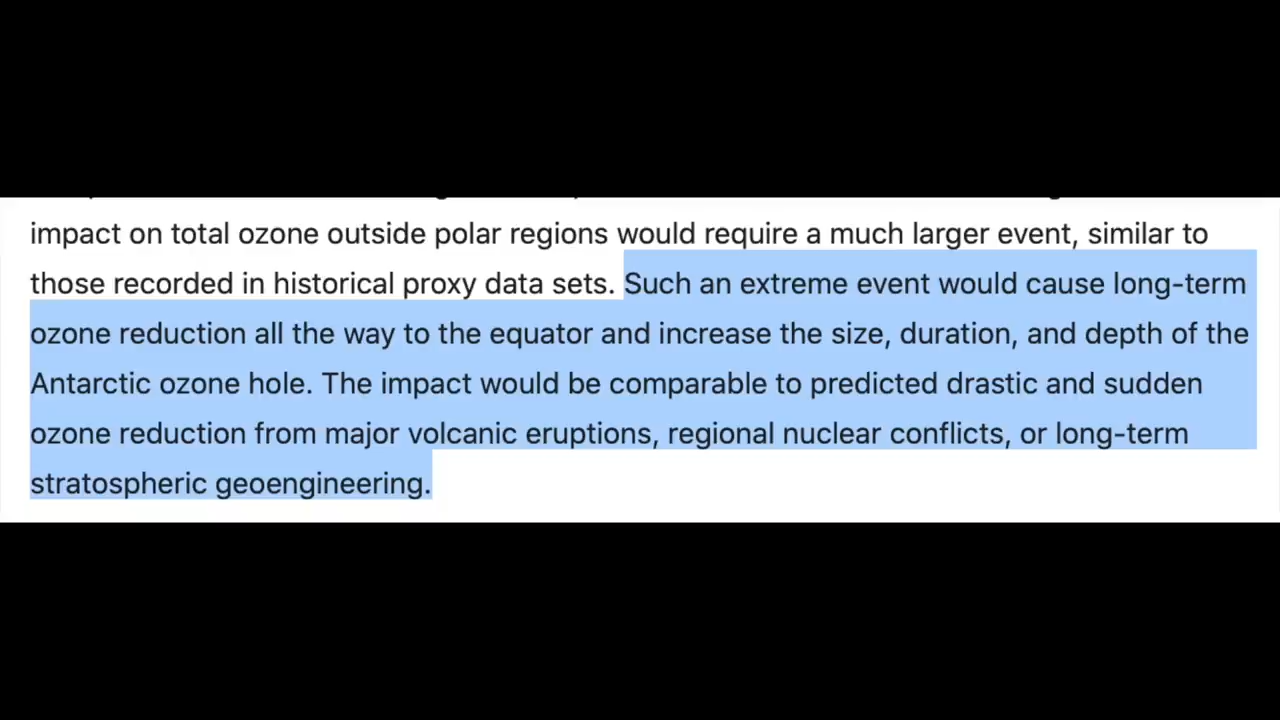 impact on total ozone outside polar regions would require a much larger event, similar to
those recorded in historical proxy data sets. Such an extreme event would cause long-term
ozone reduction all the way to the equator and increase the size, duration, and depth of the
Antarctic ozone hole. The impact would be comparable to predicted drastic and sudden
ozone reduction from major volcanic eruptions, regional nuclear conflicts, or long-term
stratospheric geoengineering.